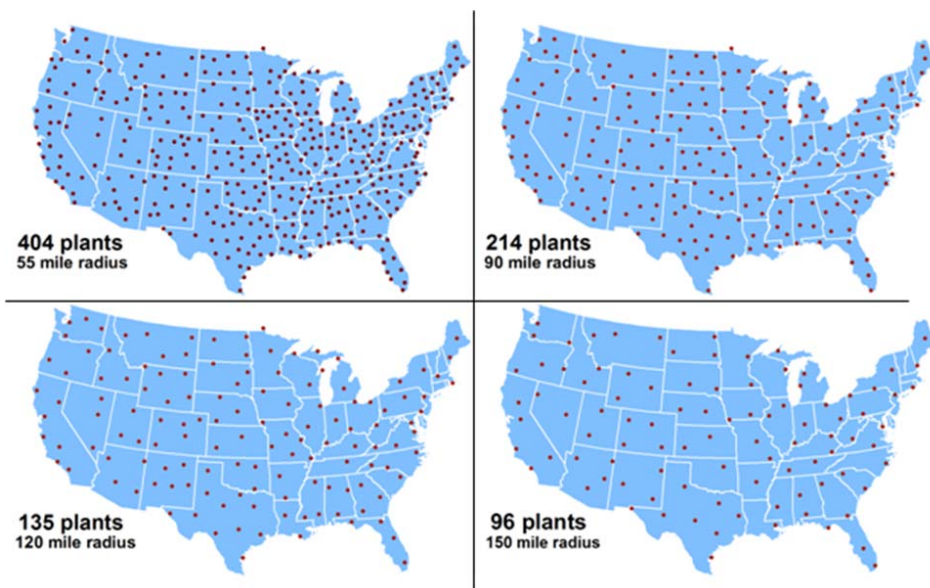 404 plants
55 mile radius
214 plants
90 mile radius
135 plants
120 mile radius
96 plants
150 mile radius